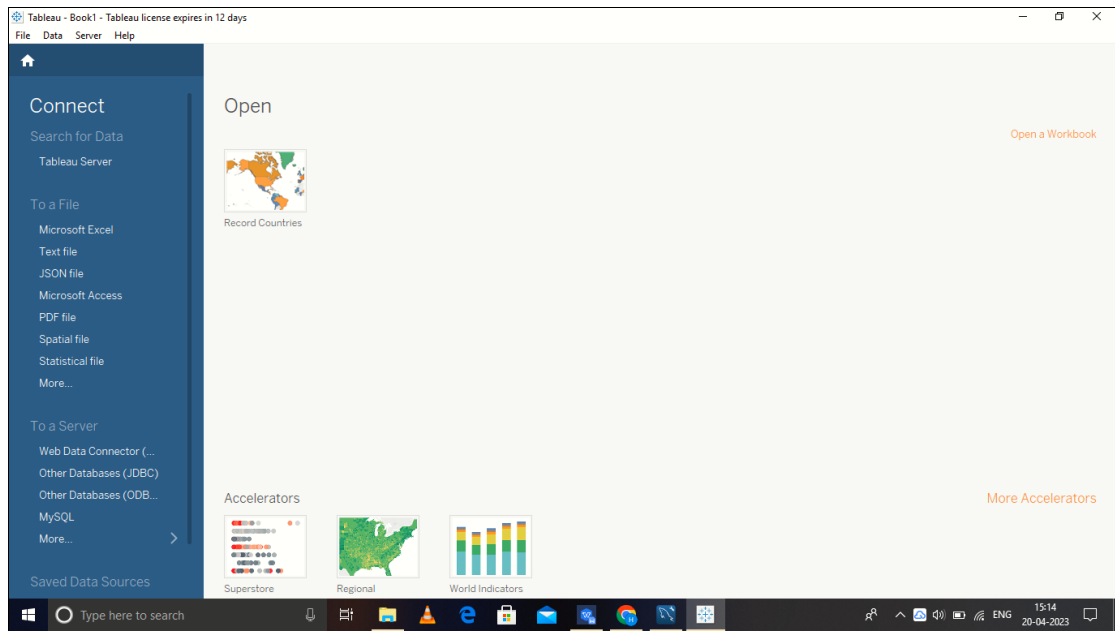 Tableau - Book1 - Tableau license expires in 12 days
File Data Server Help
Connect
Search for Data
Tableau Server
To a File
Microsoft Excel
Text file
JSON file
Microsoft Access
PDF file
Spatial file
Statistical file
More...
To a Server
Web Data Connector (...
Other Databases (JDBC)
Other Databases (ODB...
MySQL
More...
Saved Data Sources
Open
Open a Workbook
Record Countries
Accelerators
More Accelerators
Superstore
Regional
World Indicators
Type here to search
ENG
15:14
20-04-2023